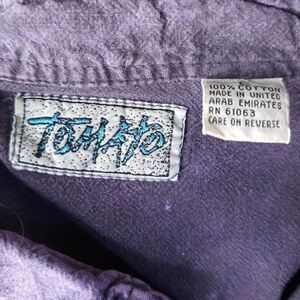 TOMATO
100% COTTON
MADE IN UNITED
ARAB EMIRATES
RN 61063
CARE ON REVERSE